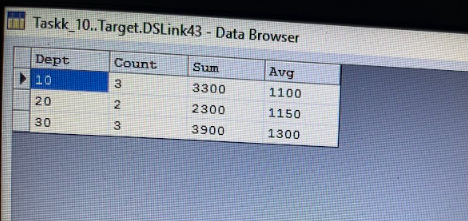 Taskk_10..Target.DSLink43 - Data Browser
Dept Count Sum Avg
10 3 3300 1100
20 2 2300 1150
30 3 3900 1300